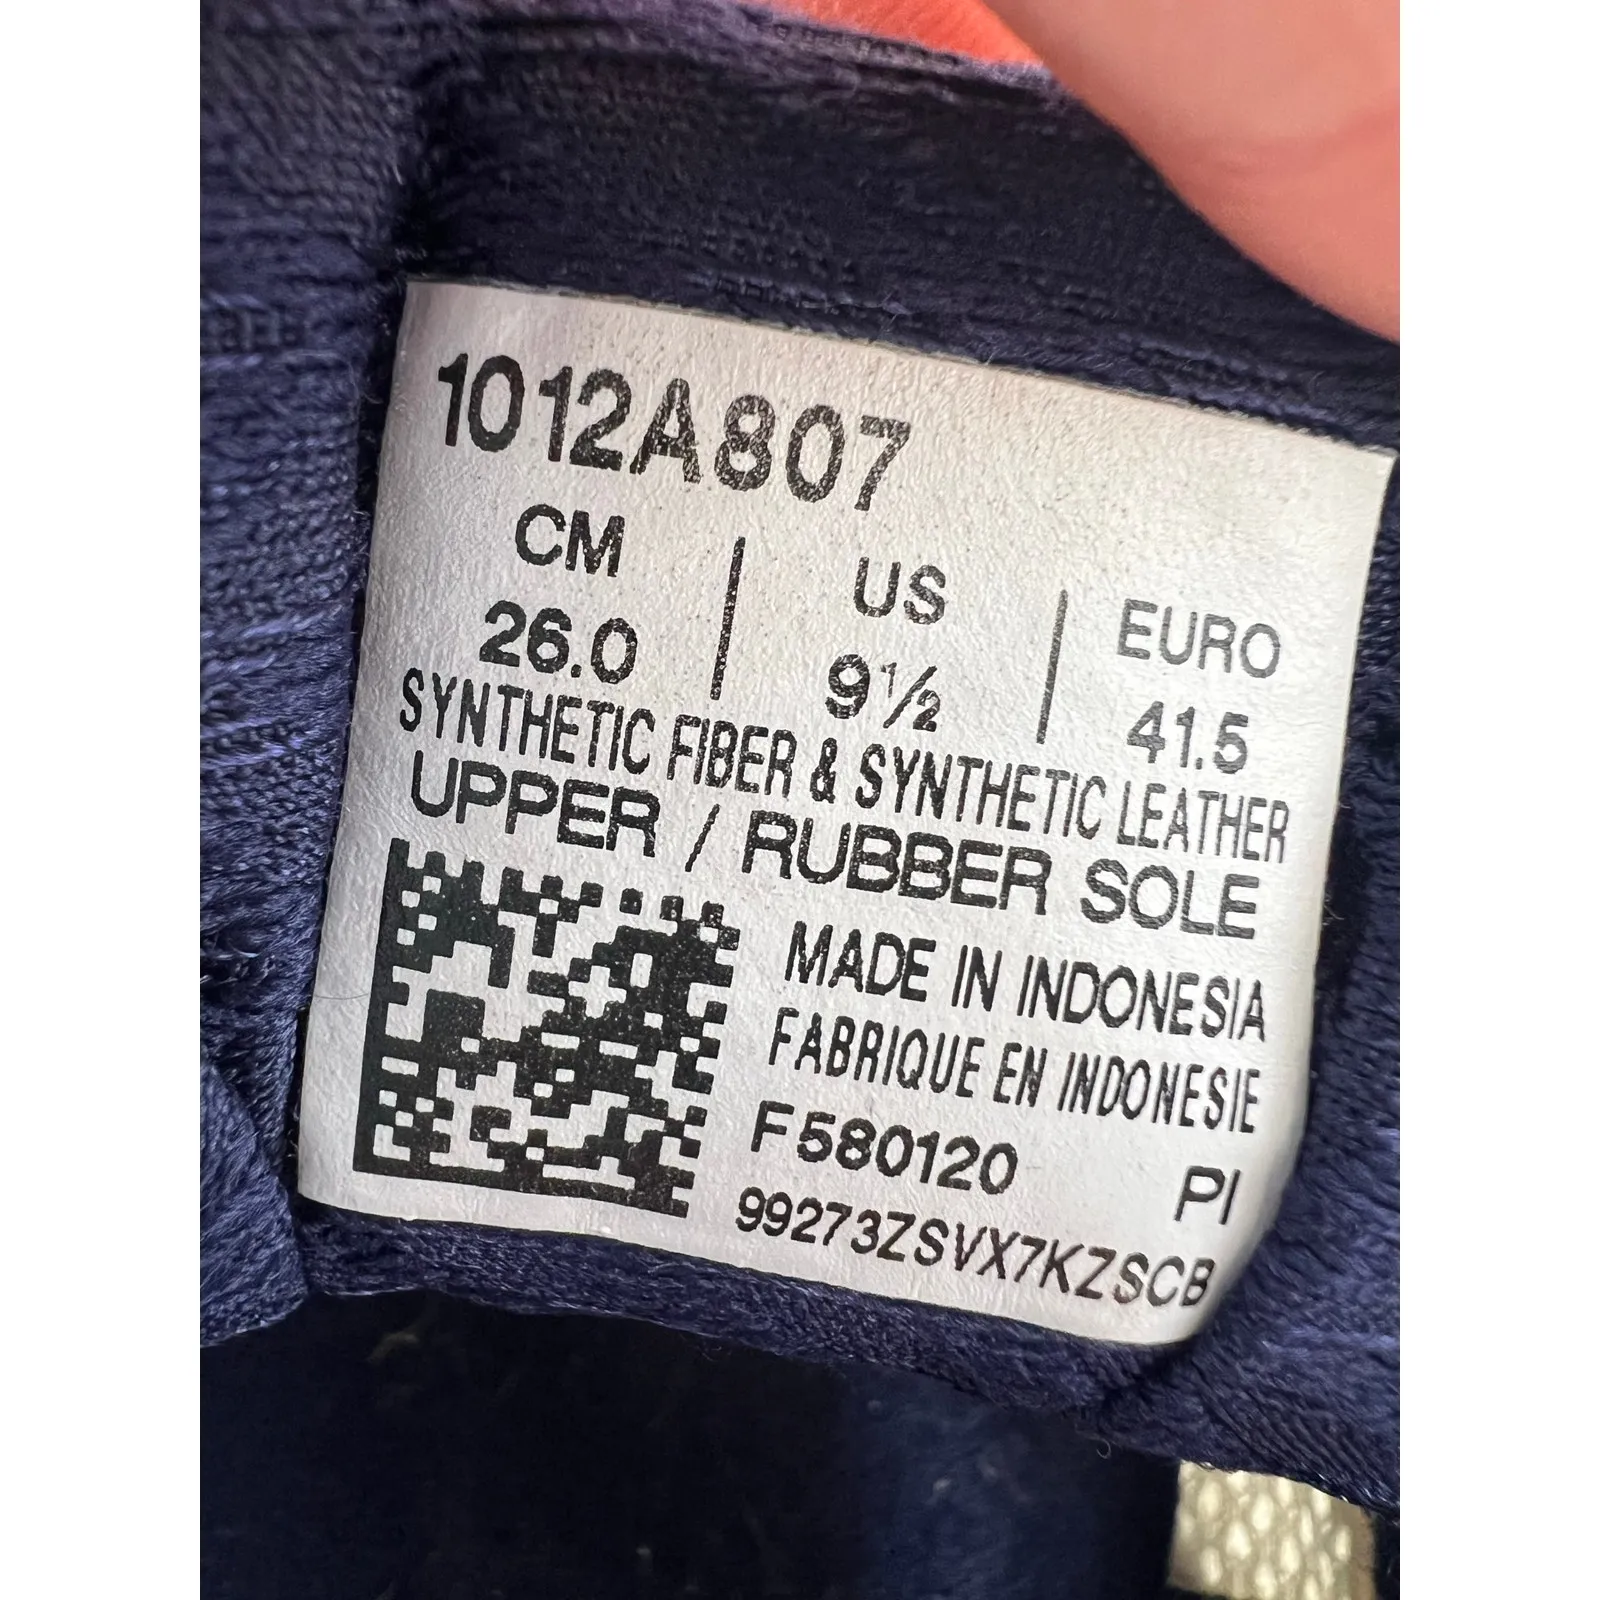 1012A807
CM | US | EURO
26.0 | 9½ | 41.5
SYNTHETIC FIBER & SYNTHETIC LEATHER
UPPER / RUBBER SOLE
MADE IN INDONESIA
FABRIQUE EN INDONESIE
F580120 PI
99273ZSVX7KZSCB